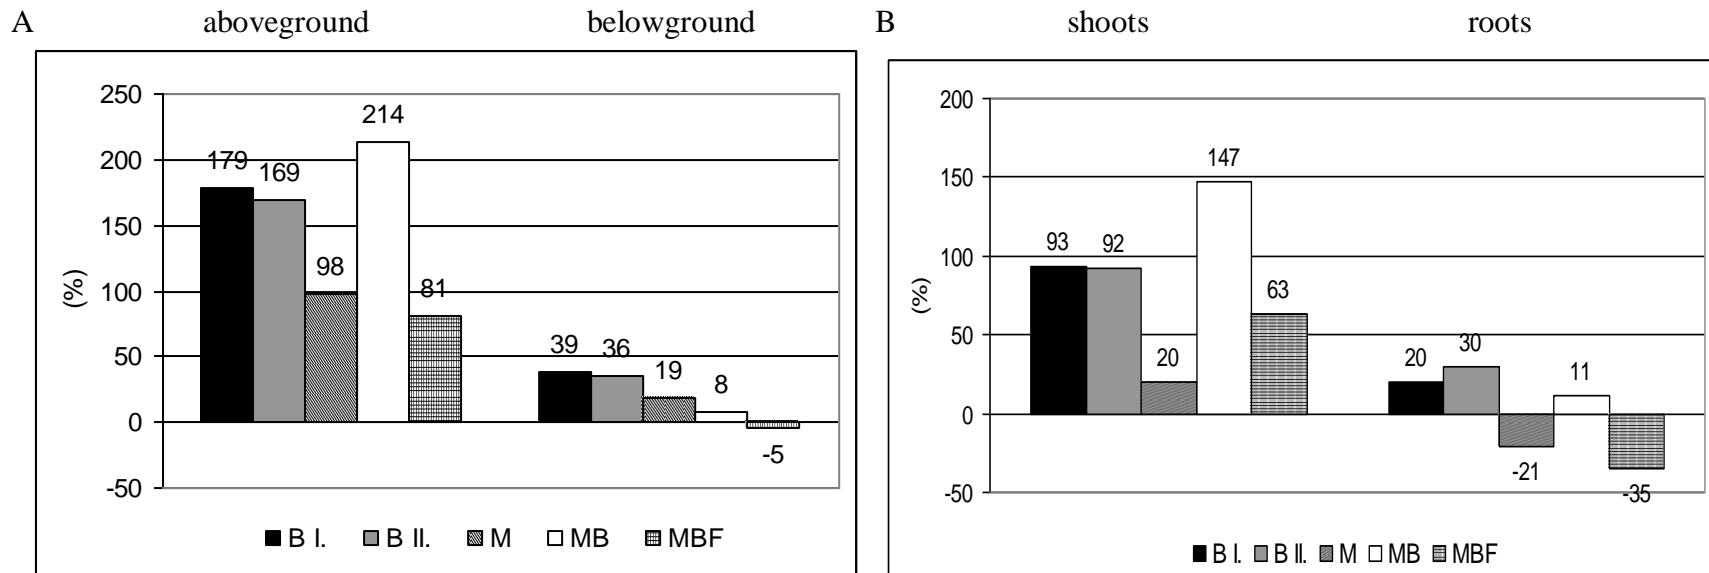 A aboveground belowground
250
200
150
100
50
0
-50
(%)
179 169 98 214 81
39 36 19 8 -5
B I. B II. M MB MBF
B shoots roots
200
150
100
50
0
-50
(%)
93 92 20 147 63
20 30 -21 11 -35
B I. B II. M MB MBF